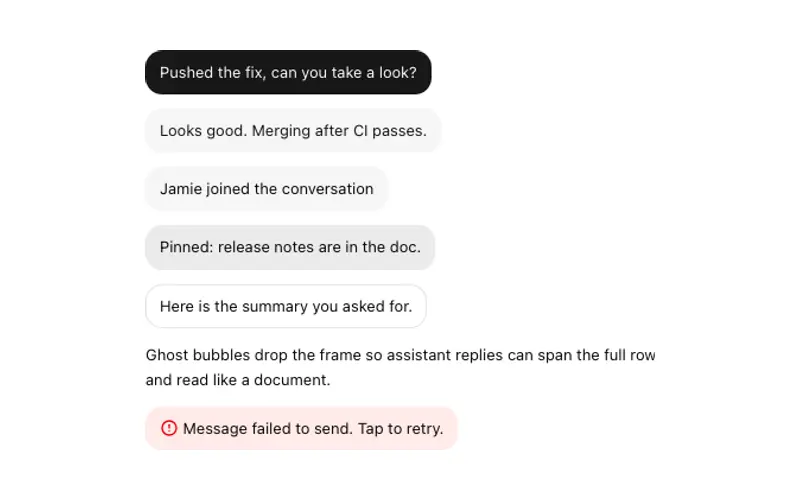 Pushed the fix, can you take a look?
Looks good. Merging after CI passes.
Jamie joined the conversation
Pinned: release notes are in the doc.
Here is the summary you asked for.
Ghost bubbles drop the frame so assistant replies can span the full row
and read like a document.
Message failed to send. Tap to retry.